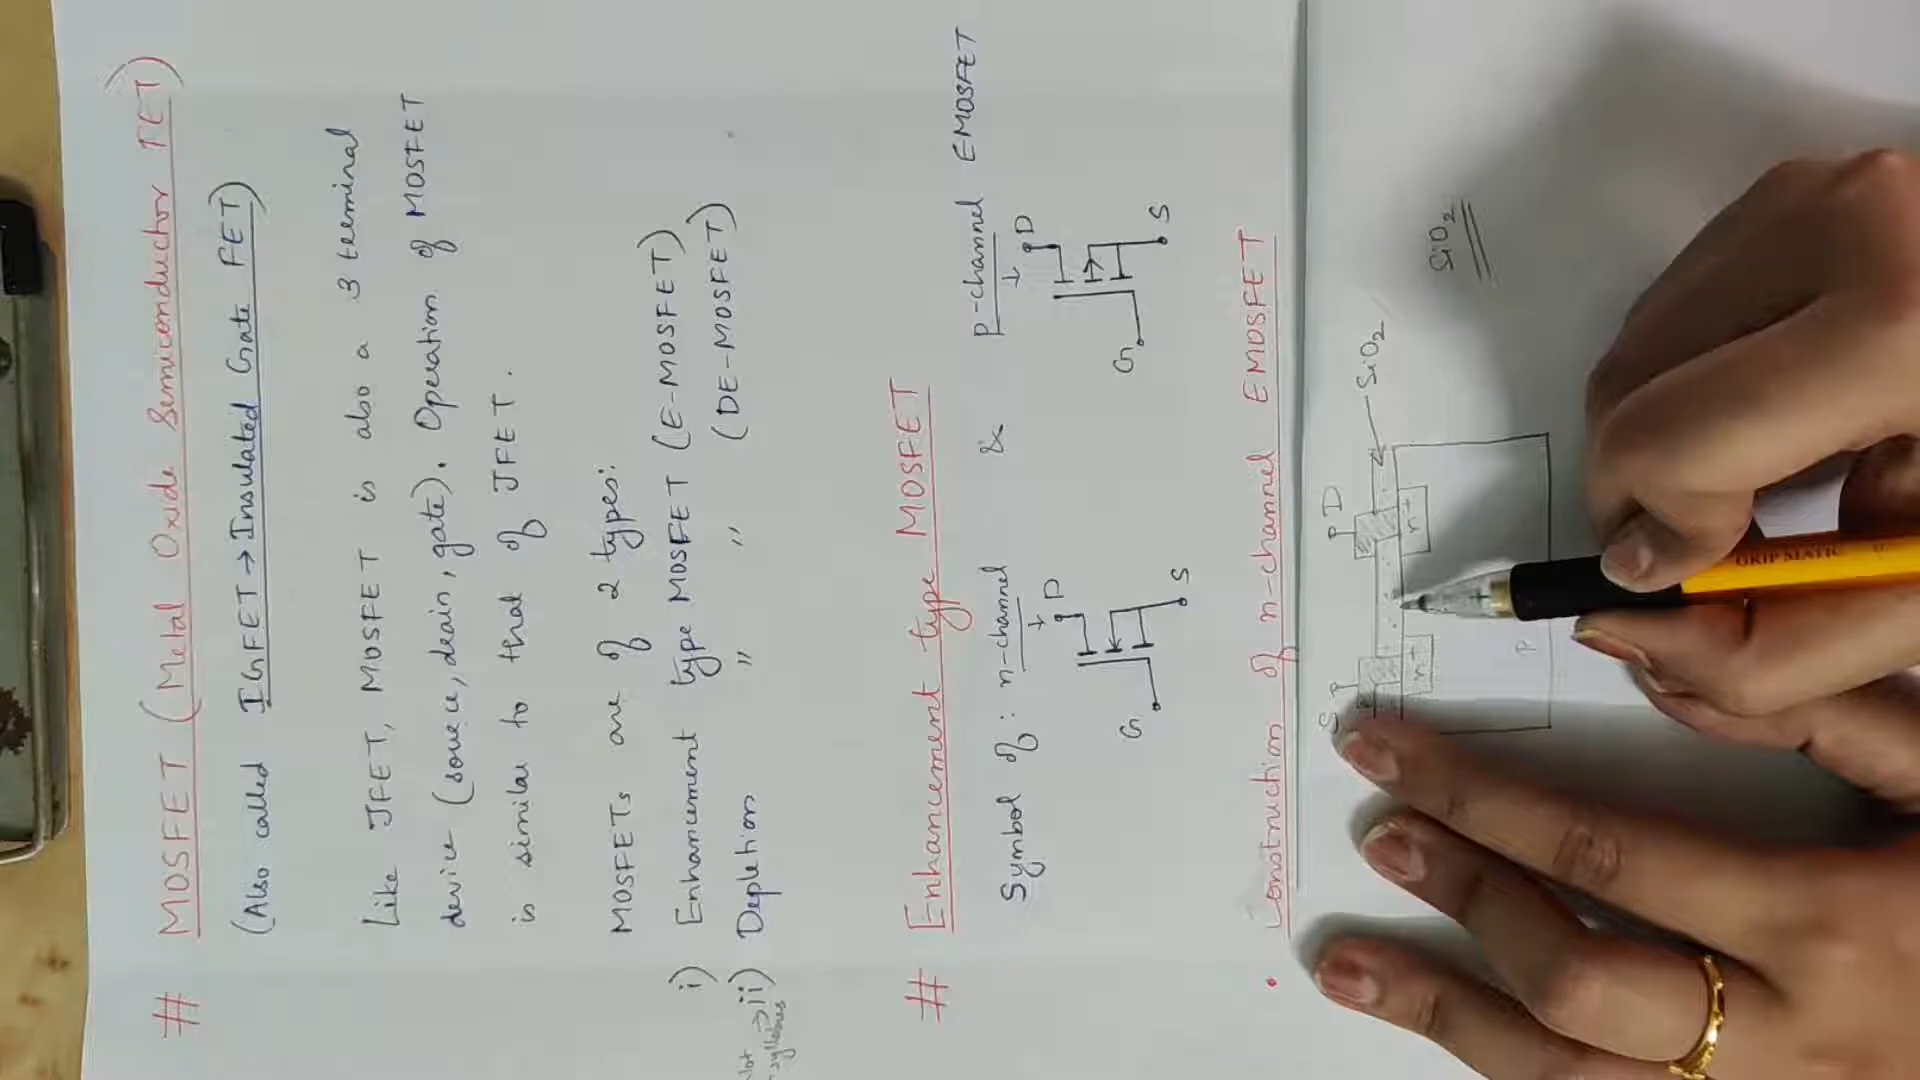 # MOSFET (Metal Oxide Semiconductor FET)
(Also called IGFET → Insulated Gate FET)
Like JFET, MOSFET is also a 3 terminal
device (source, drain, gate). Operation of MOSFET
is similar to that of JFET.
MOSFETs are of 2 types:
i) Enhancement type MOSFET (E-MOSFET)
Not syllabus → ii) Depletion " " (DE-MOSFET)
# Enhancement type MOSFET
Symbol of: n-channel & p-channel EMOSFET
G D S
G D S
• Construction of n-channel EMOSFET
S D
SiO2
n+ n+
P
SiO2
GRIP MATIC